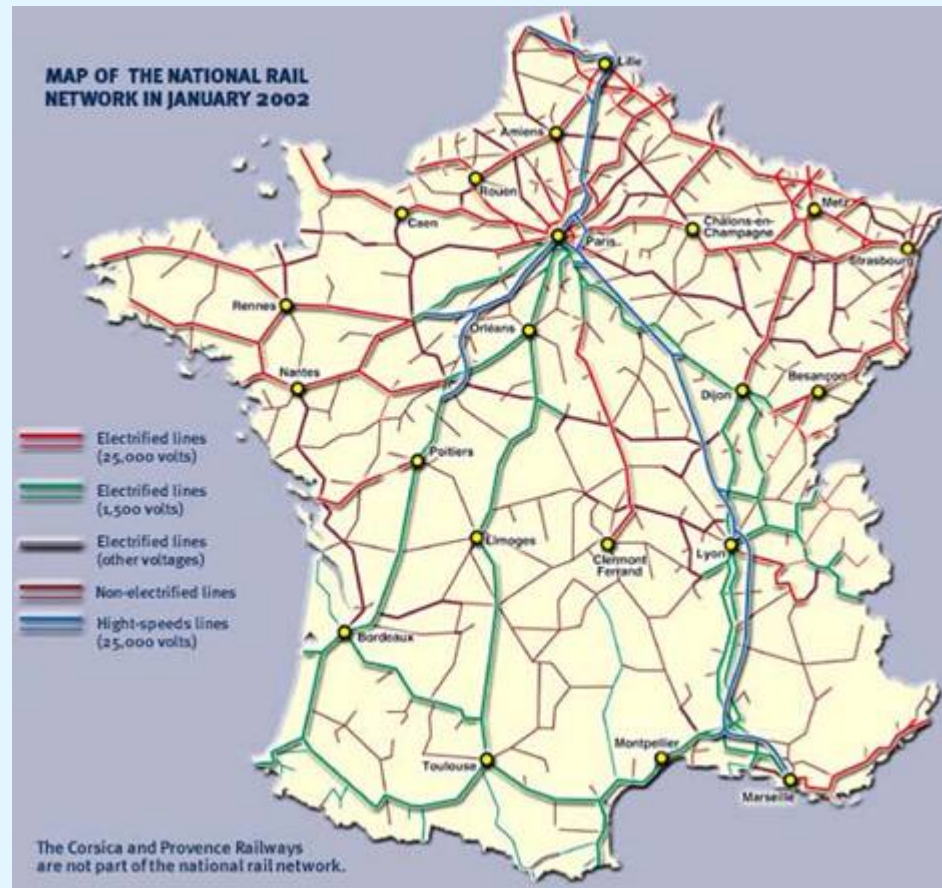 MAP OF THE NATIONAL RAIL
NETWORK IN JANUARY 2002
Lille
Amiens
Rouen
Caen
Paris
Châlons-en-
Champagne
Metz
Strasbourg
Rennes
Orléans
Nantes
Dijon
Besançon
Poitiers
Limoges
Clermont
Ferrand
Lyon
Bordeaux
Toulouse
Montpellier
Marseille
Electrified lines
(25,000 volts)
Electrified lines
(1,500 volts)
Electrified lines
(other voltages)
Non-electrified lines
Hight-speeds lines
(25,000 volts)
The Corsica and Provence Railways
are not part of the national rail network.